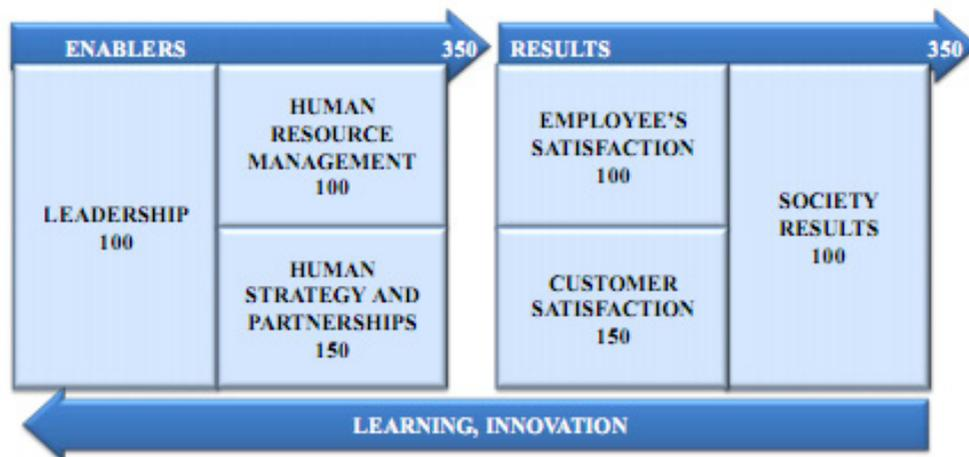 ENABLERS 350
RESULTS 350
LEADERSHIP
100
HUMAN
RESOURCE
MANAGEMENT
100
HUMAN
STRATEGY AND
PARTNERSHIPS
150
EMPLOYEE'S
SATISFACTION
100
CUSTOMER
SATISFACTION
150
SOCIETY
RESULTS
100
LEARNING, INNOVATION